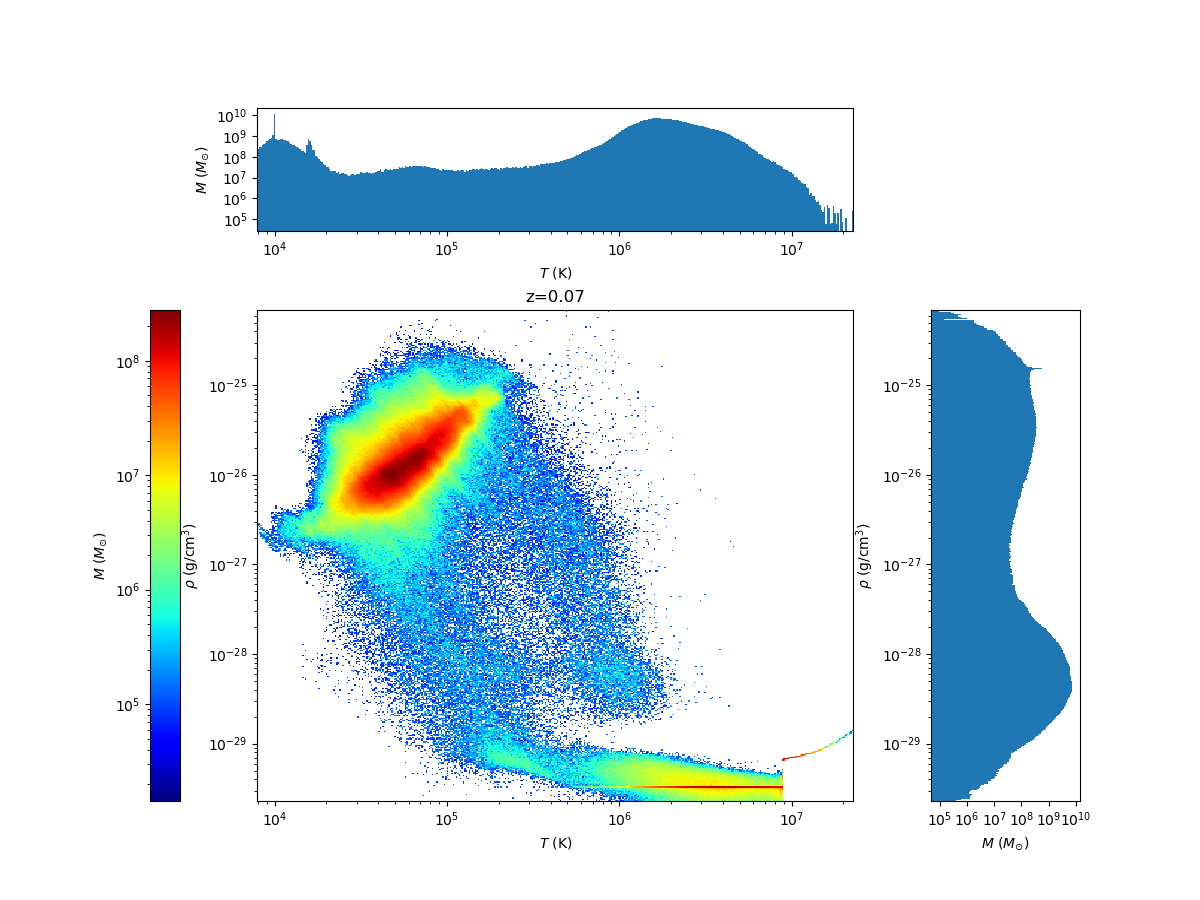 M (M⊙)
10¹⁰
10⁹
10⁸
10⁷
10⁶
10⁵
10⁴ 10⁵ 10⁶ 10⁷
T (K)
z=0.07
M (M⊙)
10⁸
10⁷
10⁶
10⁵
ρ (g/cm³)
10⁻²⁵
10⁻²⁶
10⁻²⁷
10⁻²⁸
10⁻²⁹
10⁴ 10⁵ 10⁶ 10⁷
T (K)
ρ (g/cm³)
10⁻²⁵
10⁻²⁶
10⁻²⁷
10⁻²⁸
10⁻²⁹
10⁵ 10⁶ 10⁷ 10⁸ 10⁹ 10¹⁰
M (M⊙)